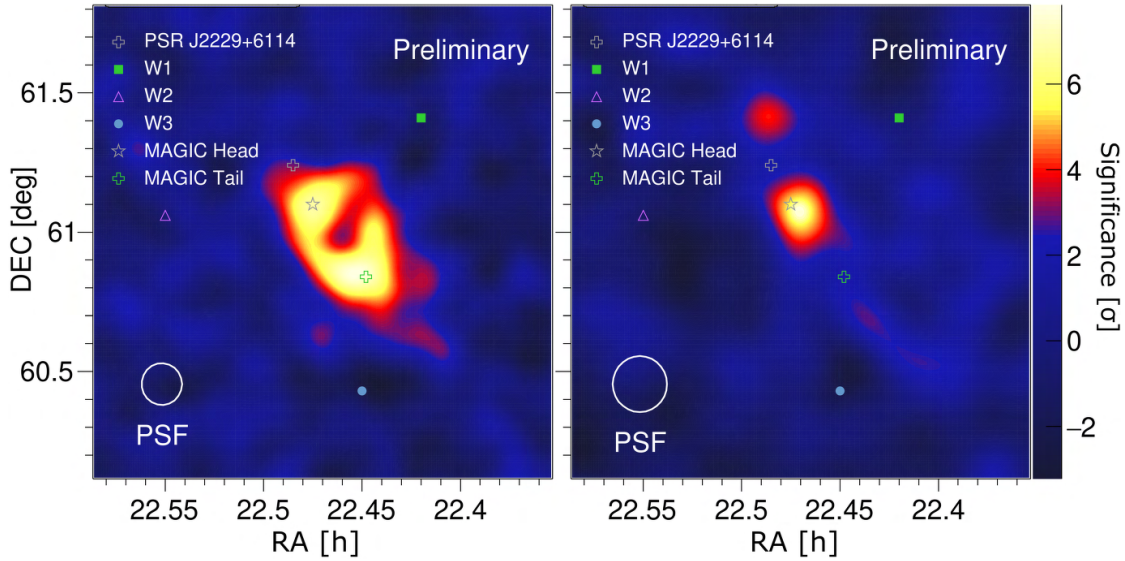 PSR J2229+6114
W1
W2
W3
MAGIC Head
MAGIC Tail
Preliminary
PSF
DEC [deg]
61.5
61
60.5
22.55
22.5
22.45
22.4
RA [h]
PSR J2229+6114
W1
W2
W3
MAGIC Head
MAGIC Tail
Preliminary
PSF
22.55
22.5
22.45
22.4
RA [h]
6
4
2
0
−2
Significance [σ]